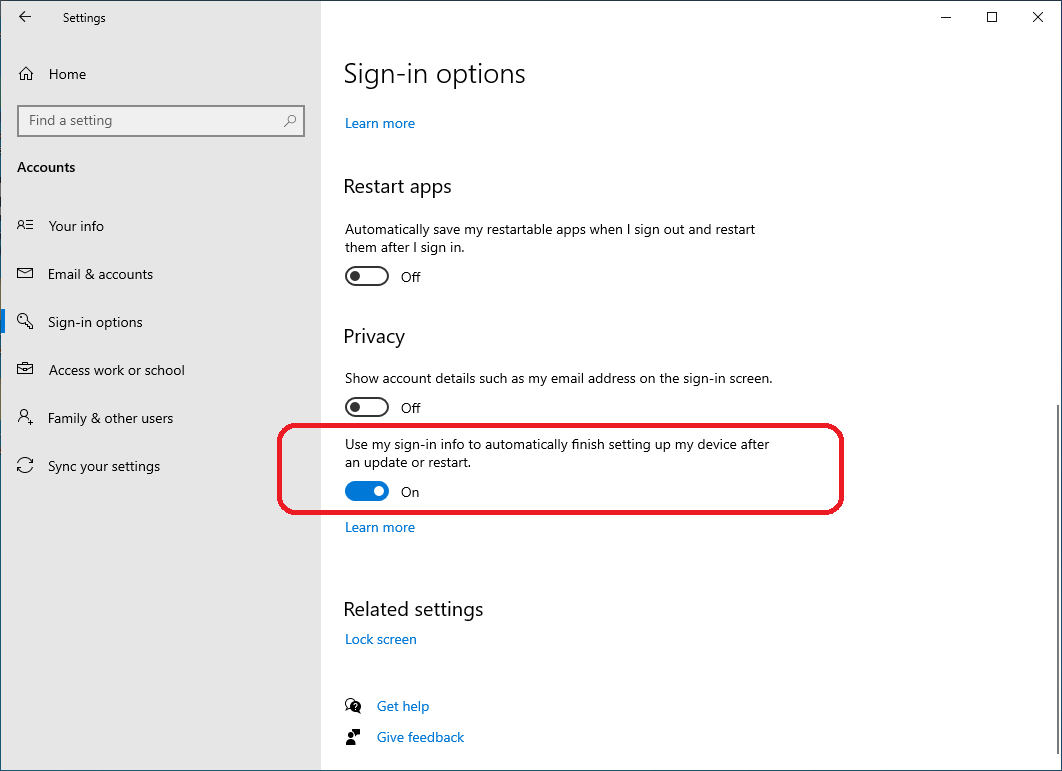 Settings
Home
Find a setting
Accounts
Your info
Email & accounts
Sign-in options
Access work or school
Family & other users
Sync your settings
Sign-in options
Learn more
Restart apps
Automatically save my restartable apps when I sign out and restart
them after I sign in.
Off
Privacy
Show account details such as my email address on the sign-in screen.
Off
Use my sign-in info to automatically finish setting up my device after
an update or restart.
On
Learn more
Related settings
Lock screen
Get help
Give feedback